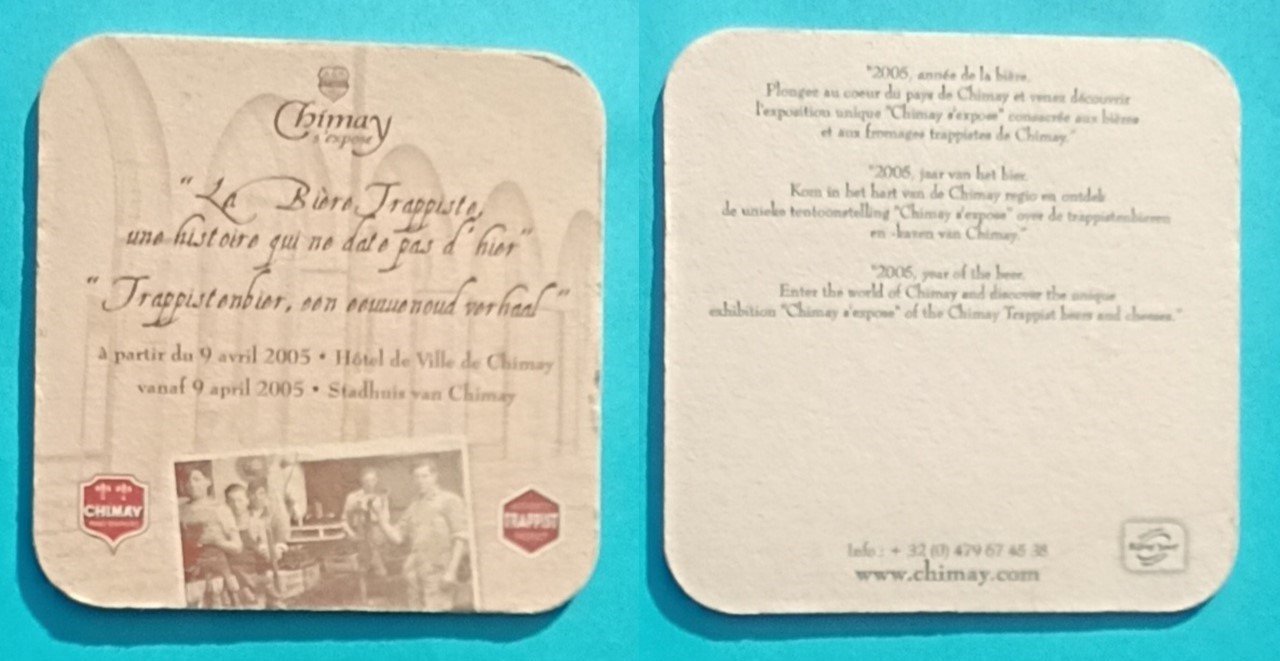 Chimay
s'expose
“La Bière Trappiste,
une histoire qui ne date pas d'hier”
“Trappistenbier, een eeuwenoud verhaal”
à partir du 9 avril 2005 • Hôtel de Ville de Chimay
vanaf 9 april 2005 • Stadhuis van Chimay
CHIMAY
TRAPPIST
PRODUCT
"2005, année de la bière.
Plongez au coeur du pays de Chimay et venez découvrir
l'exposition unique "Chimay s'expose" consacrée aux bières
et aux fromages trappistes de Chimay."
"2005, jaar van het bier.
Kom in het hart van de Chimay regio en ontdek
de unieke tentoonstelling "Chimay s'expose" over de trappistenbieren
en -kazen van Chimay."
"2005, year of the beer.
Enter the world of Chimay and discover the unique
exhibition "Chimay s'expose" of the Chimay Trappist beers and cheeses."
Info : + 32 (0) 479 67 45 38
www.chimay.com